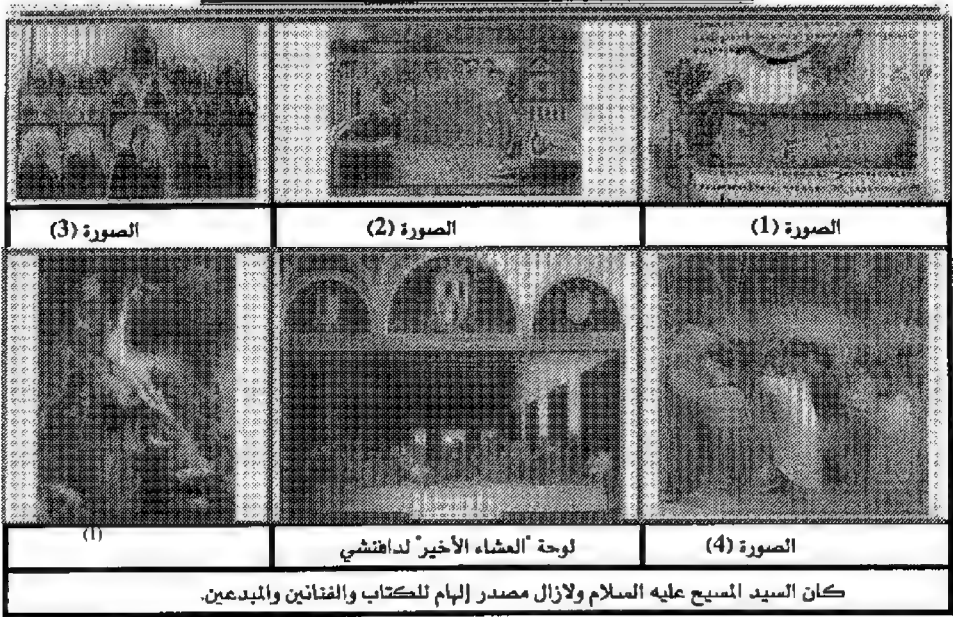 الصورة (1)
الصورة (2)
الصورة (3)
الصورة (4)
لوحة "العشاء الأخير" لدافنشي
(1)
كان السيد المسيح عليه السلام ولازال مصدر إلهام للكتاب والفنانين والمبدعين.